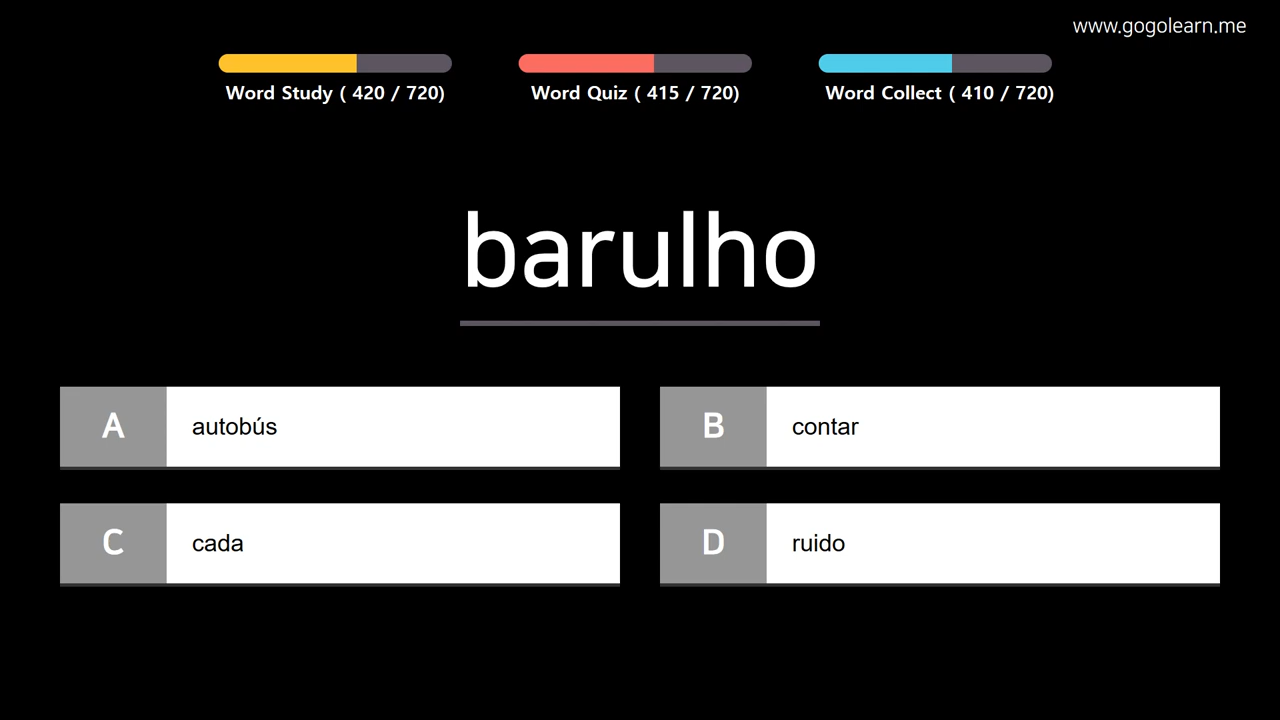 www.gogolearn.me
Word Study ( 420 / 720)
Word Quiz ( 415 / 720)
Word Collect ( 410 / 720)
barulho
A autobús
B contar
C cada
D ruido